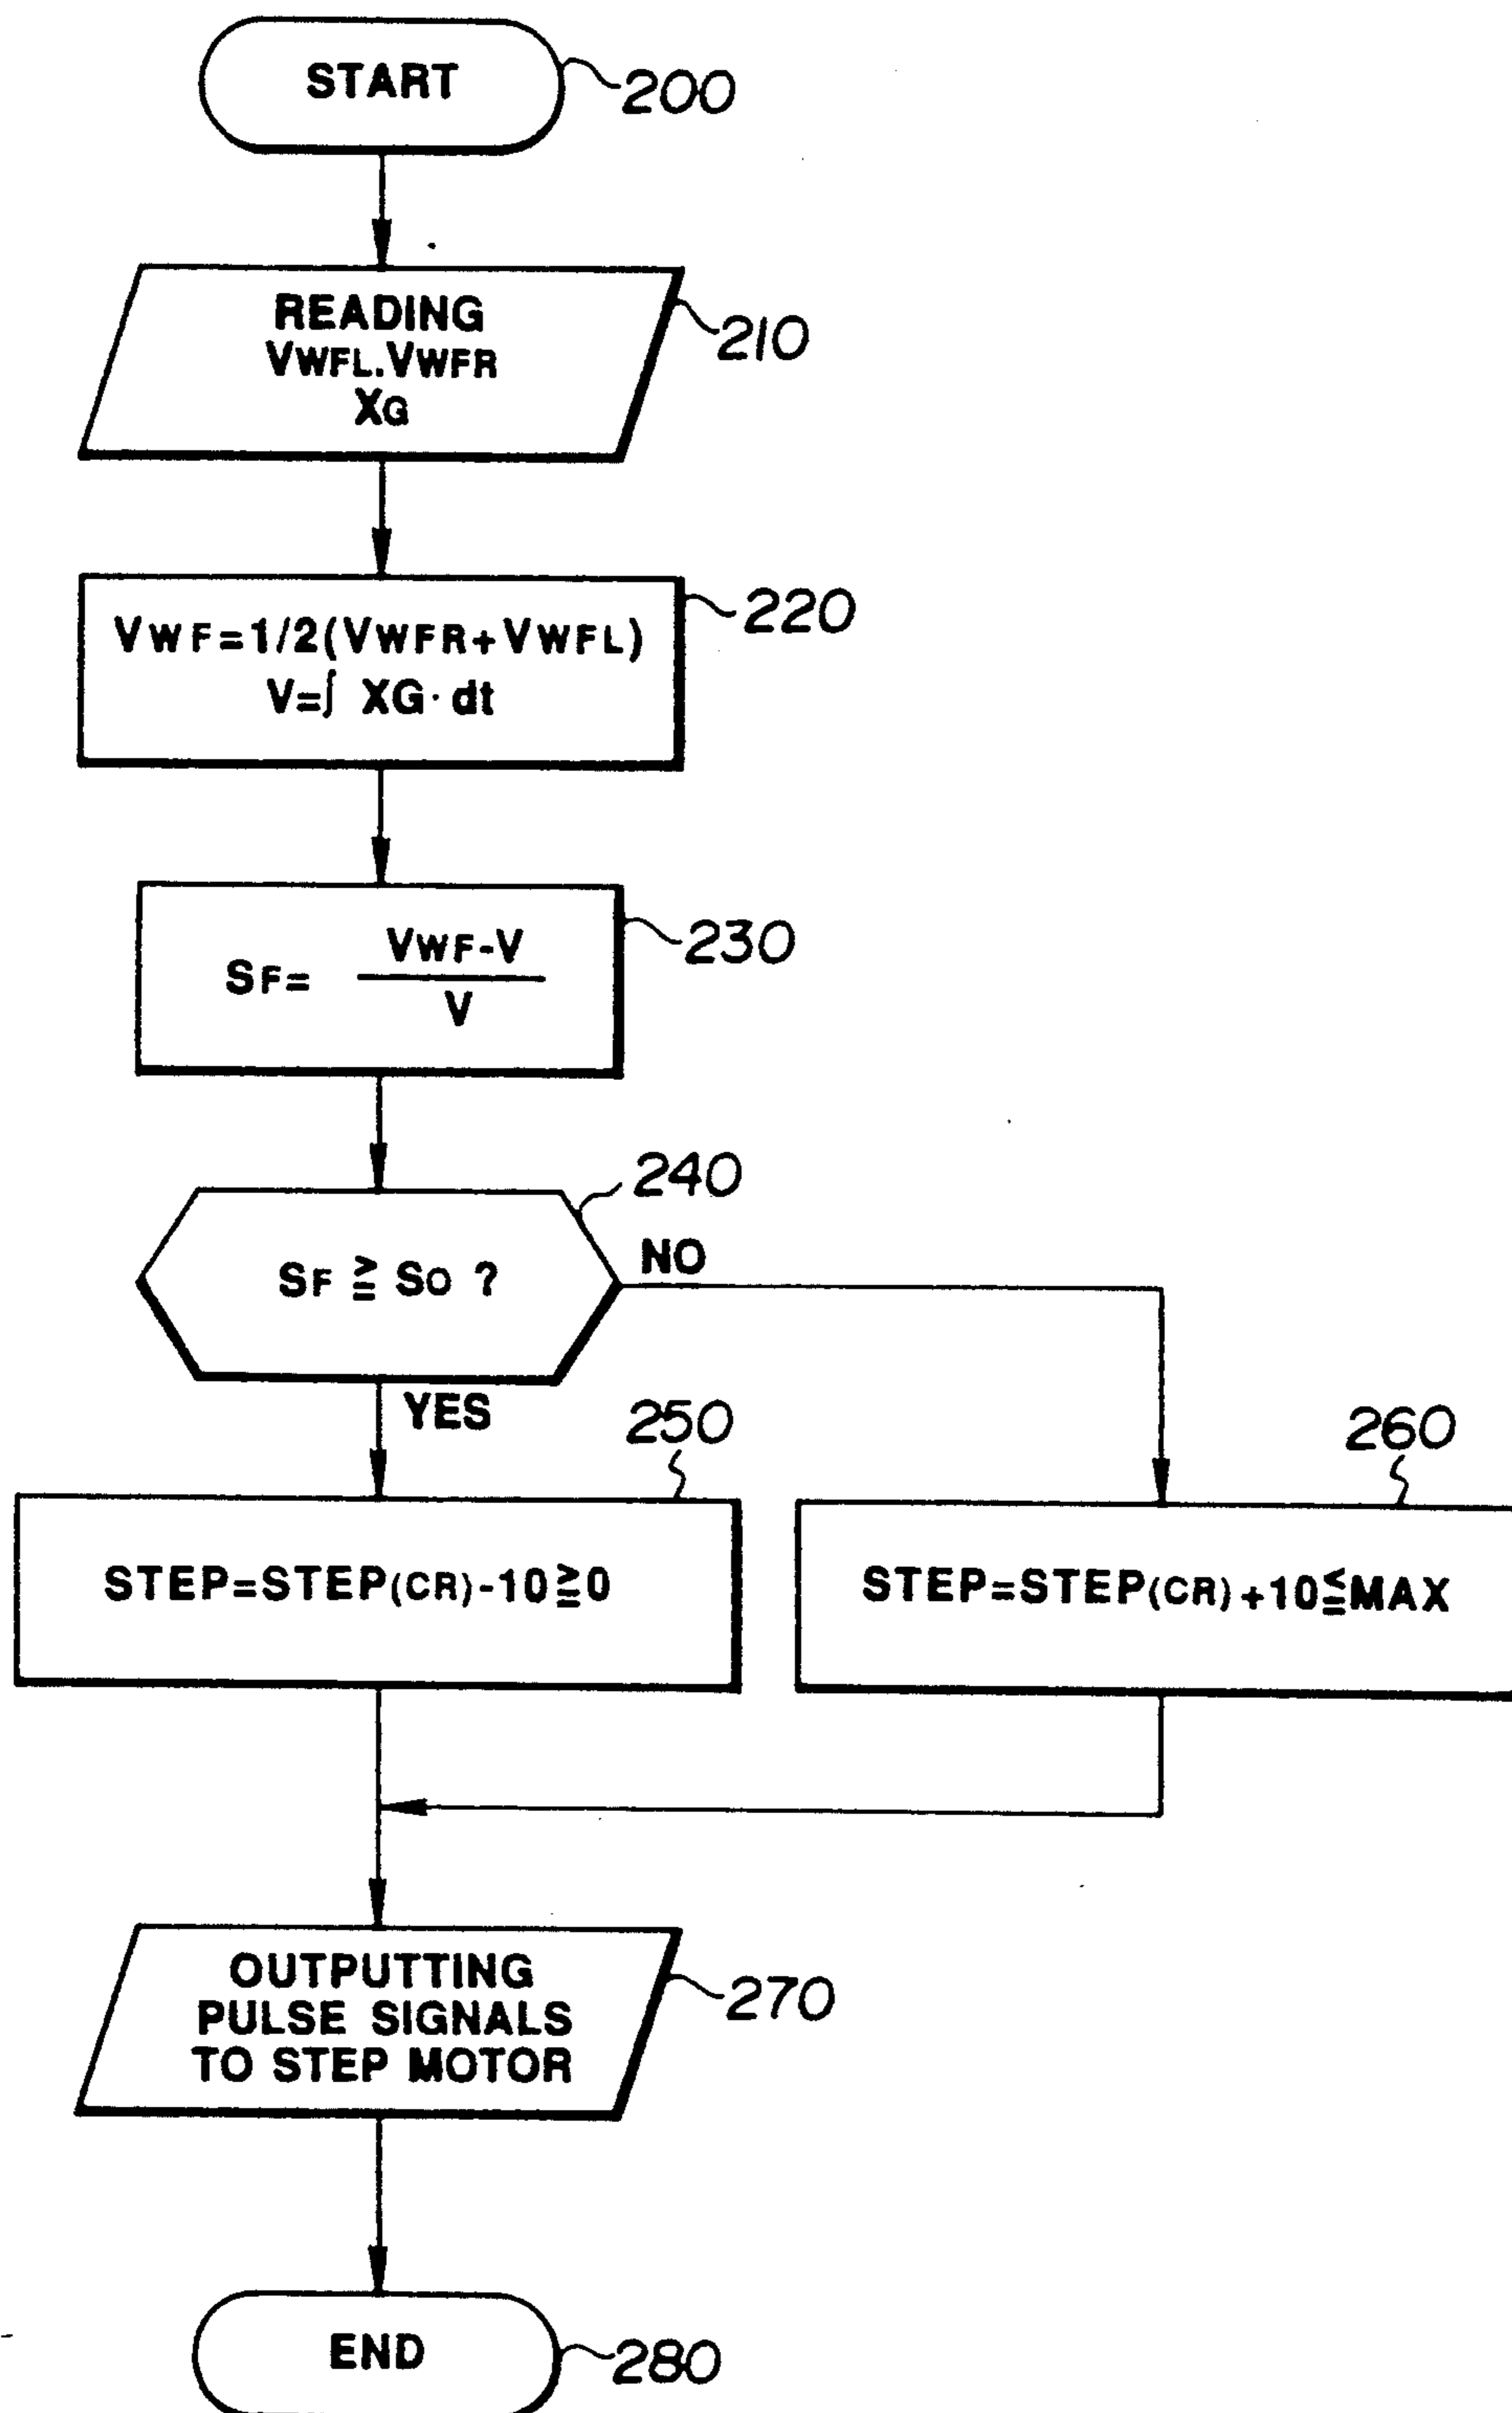 START
200
READING
VWFL.VWFR
XG
210
VWF=1/2(VWFR+VWFL)
V=∫ XG·dt
220
SF= VWF-V
V
230
240
SF ≧ SO ?
NO
YES
250
STEP=STEP(CR)-10≧0
260
STEP=STEP(CR)+10≦MAX
OUTPUTTING
PULSE SIGNALS
TO STEP MOTOR
270
END
280